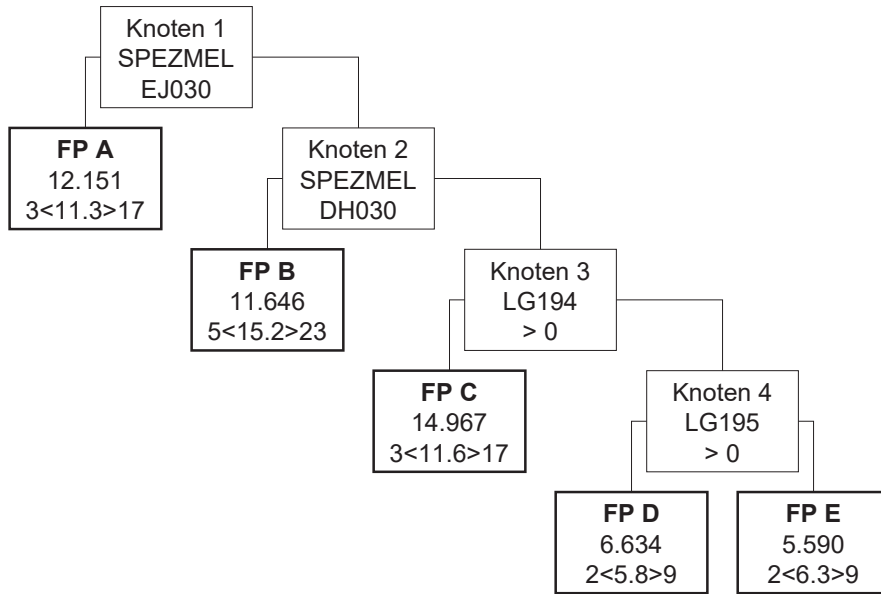 Knoten 1
SPEZMEL
EJ030
FP A
12.151
3<11.3>17
Knoten 2
SPEZMEL
DH030
FP B
11.646
5<15.2>23
Knoten 3
LG194
> 0
FP C
14.967
3<11.6>17
Knoten 4
LG195
> 0
FP D
6.634
2<5.8>9
FP E
5.590
2<6.3>9